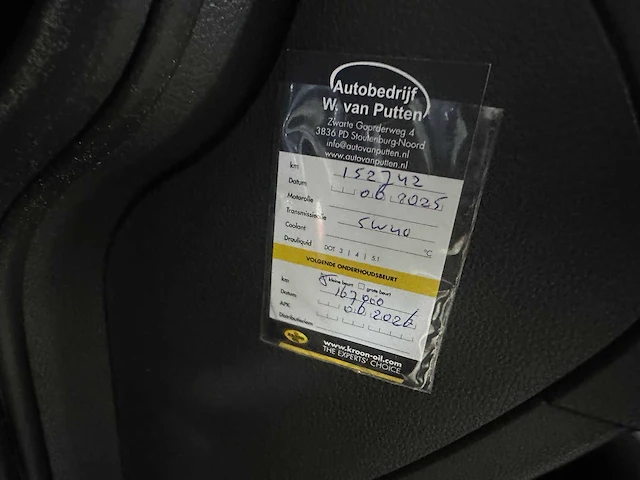 Autobedrijf
W. van Putten
Zwarte Goorderweg 4
3836 PD Stoutenburg-Noord
info@autovanputten.nl
www.autovanputten.nl
km 152742
Datum 06 2025
Motorolie
Transmissieolie 5W40
Coolant °C
Drauliquid DOT 3 | 4 | 5.1
VOLGENDE ONDERHOUDSBEURT
kleine beurt grote beurt
km 167000
Datum 06 2026
APK
Distributieriem
www.kroon-oil.com
THE EXPERTS' CHOICE